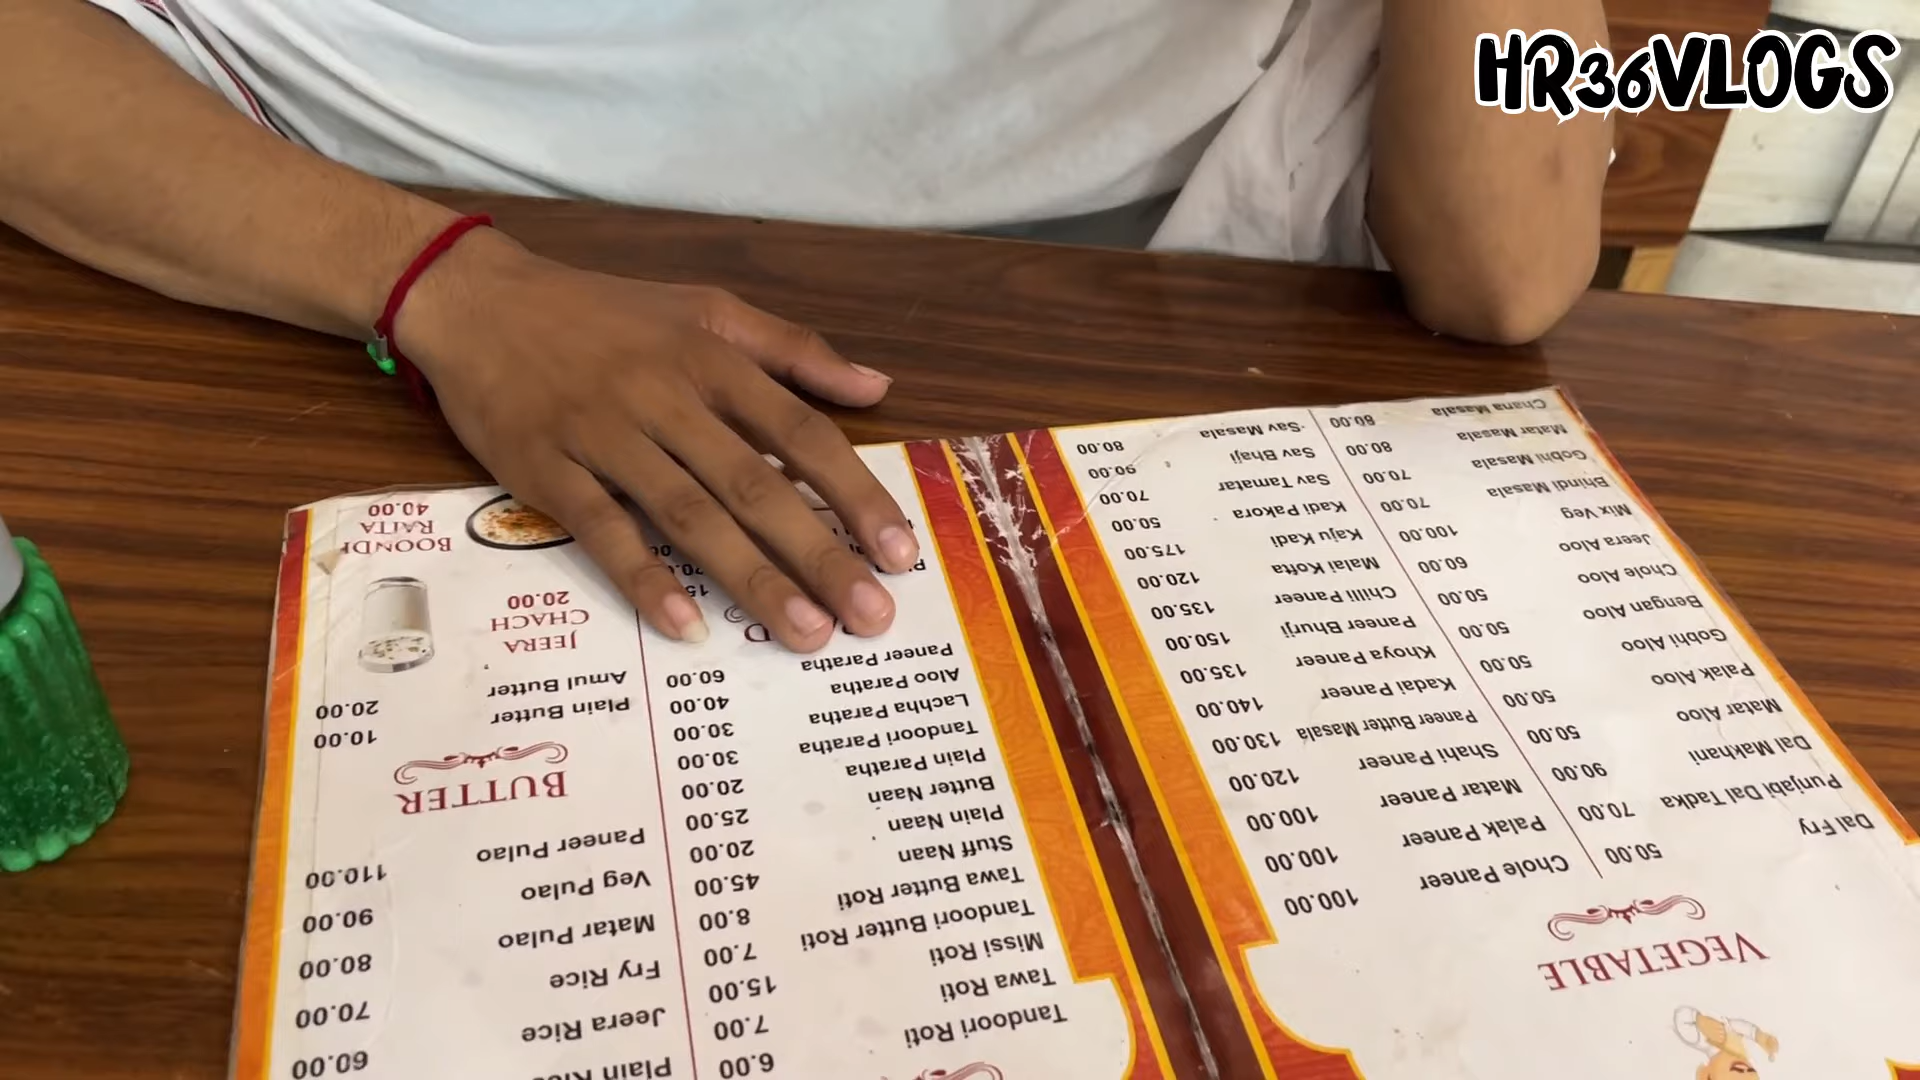 HR36VLOGS
VEGETABLE
Dal Fry 50.00
Punjabi Dal Tadka 70.00
Dal Makhani 90.00
Matar Aloo 50.00
Palak Aloo 50.00
Gobhi Aloo 50.00
Bengan Aloo 50.00
Chole Aloo 50.00
Jeera Aloo 60.00
Mix Veg 100.00
Bhindi Masala 70.00
Gobhi Masala 70.00
Matar Masala 80.00
Chana Masala 80.00
Chole Paneer 100.00
Palak Paneer 100.00
Matar Paneer 100.00
Shahi Paneer 120.00
Paneer Butter Masala 130.00
Kadai Paneer 140.00
Khoya Paneer 135.00
Paneer Bhurji 150.00
Chilli Paneer 135.00
Malai Kofta 120.00
Kaju Kadi 175.00
Kadi Pakora 50.00
Sav Tamatar 70.00
Sav Bhaji 90.00
Sav Masala 80.00
Tandoori Roti 6.00
Tawa Roti 7.00
Missi Roti 15.00
Tandoori Butter Roti 7.00
Tawa Butter Roti 8.00
Stuff Naan 45.00
Plain Naan 20.00
Butter Naan 25.00
Plain Paratha 20.00
Tandoori Paratha 30.00
Lachha Paratha 30.00
Aloo Paratha 40.00
Paneer Paratha 60.00
Plain Rice
Jeera Rice 60.00
Fry Rice 70.00
Matar Pulao 80.00
Veg Pulao 90.00
Paneer Pulao 110.00
BUTTER
Plain Butter 10.00
Amul Butter 20.00
JEERA
CHACH
20.00
BOONDI
RAITA
40.00